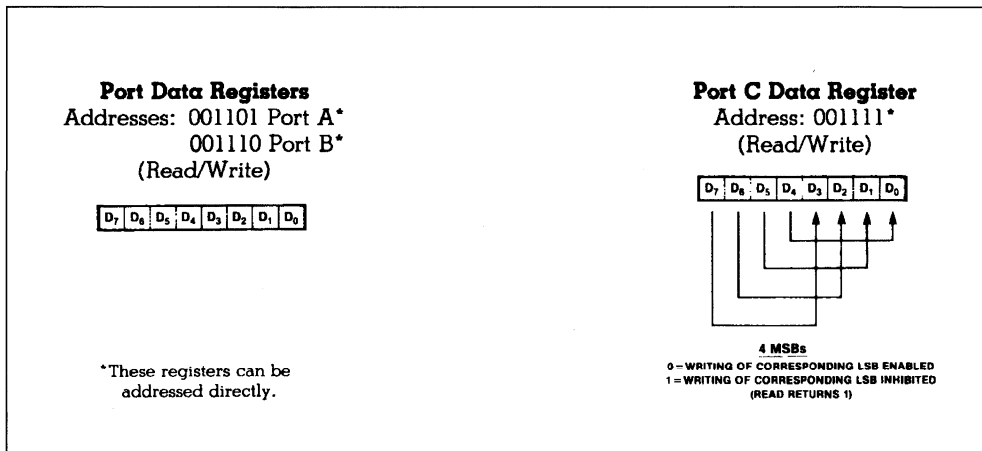 Port Data Registers
Addresses: 001101 Port A*
001110 Port B*
(Read/Write)
D7 D6 D5 D4 D3 D2 D1 D0
*These registers can be
addressed directly.
Port C Data Register
Address: 001111*
(Read/Write)
D7 D6 D5 D4 D3 D2 D1 D0
4 MSBs
0=WRITING OF CORRESPONDING LSB ENABLED
1=WRITING OF CORRESPONDING LSB INHIBITED
(READ RETURNS 1)